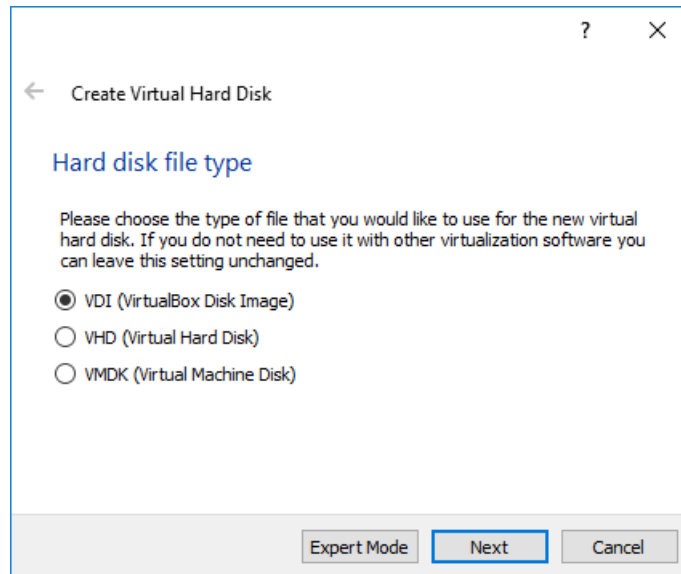 ?
Create Virtual Hard Disk
Hard disk file type
Please choose the type of file that you would like to use for the new virtual
hard disk. If you do not need to use it with other virtualization software you
can leave this setting unchanged.
VDI (VirtualBox Disk Image)
VHD (Virtual Hard Disk)
VMDK (Virtual Machine Disk)
Expert Mode Next Cancel